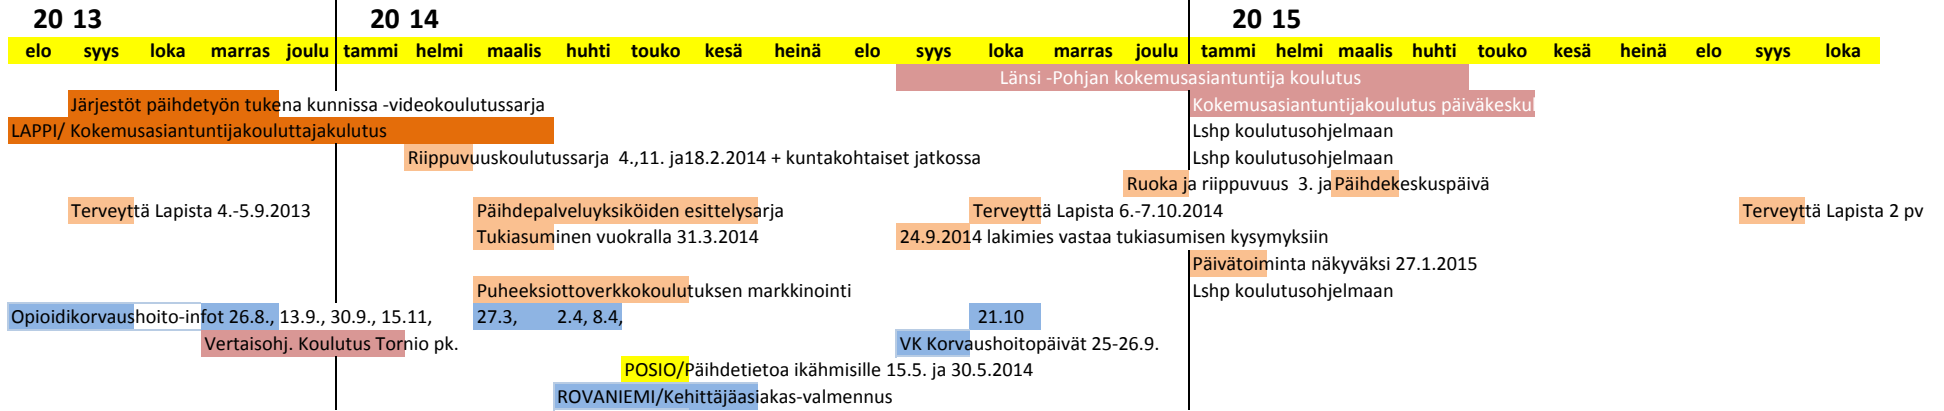 20 13 20 14 20 15
elo syys loka marras joulu tammi helmi maalis huhti touko kesä heinä elo syys loka marras joulu tammi helmi maalis huhti touko kesä heinä elo syys loka
Länsi -Pohjan kokemusasiantuntija koulutus
Järjestöt päihdetyön tukena kunnissa -videokoulutussarja Kokemusasiantuntijakoulutus päiväkeskul
LAPPI/ Kokemusasiantuntijakouluttajakulutus Lshp koulutusohjelmaan
Riippuvuuskoulutussarja 4.,11. ja18.2.2014 + kuntakohtaiset jatkossa Lshp koulutusohjelmaan
Ruoka ja riippuvuus 3. ja Päihdekeskuspäivä
Terveyttä Lapista 4.-5.9.2013 Päihdepalveluyksiköiden esittelysarja Terveyttä Lapista 6.-7.10.2014 Terveyttä Lapista 2 pv
Tukiasuminen vuokralla 31.3.2014 24.9.2014 lakimies vastaa tukiasumisen kysymyksiin
Päivätoiminta näkyväksi 27.1.2015
Puheeksiottoverkkokoulutuksen markkinointi Lshp koulutusohjelmaan
Opioidikorvaushoito-infot 26.8., 13.9., 30.9., 15.11, 27.3, 2.4, 8.4, 21.10
Vertaisohj. Koulutus Tornio pk. VK Korvaushoitopäivät 25-26.9.
POSIO/Päihdetietoa ikähmisille 15.5. ja 30.5.2014
ROVANIEMI/Kehittäjäasiakas-valmennus